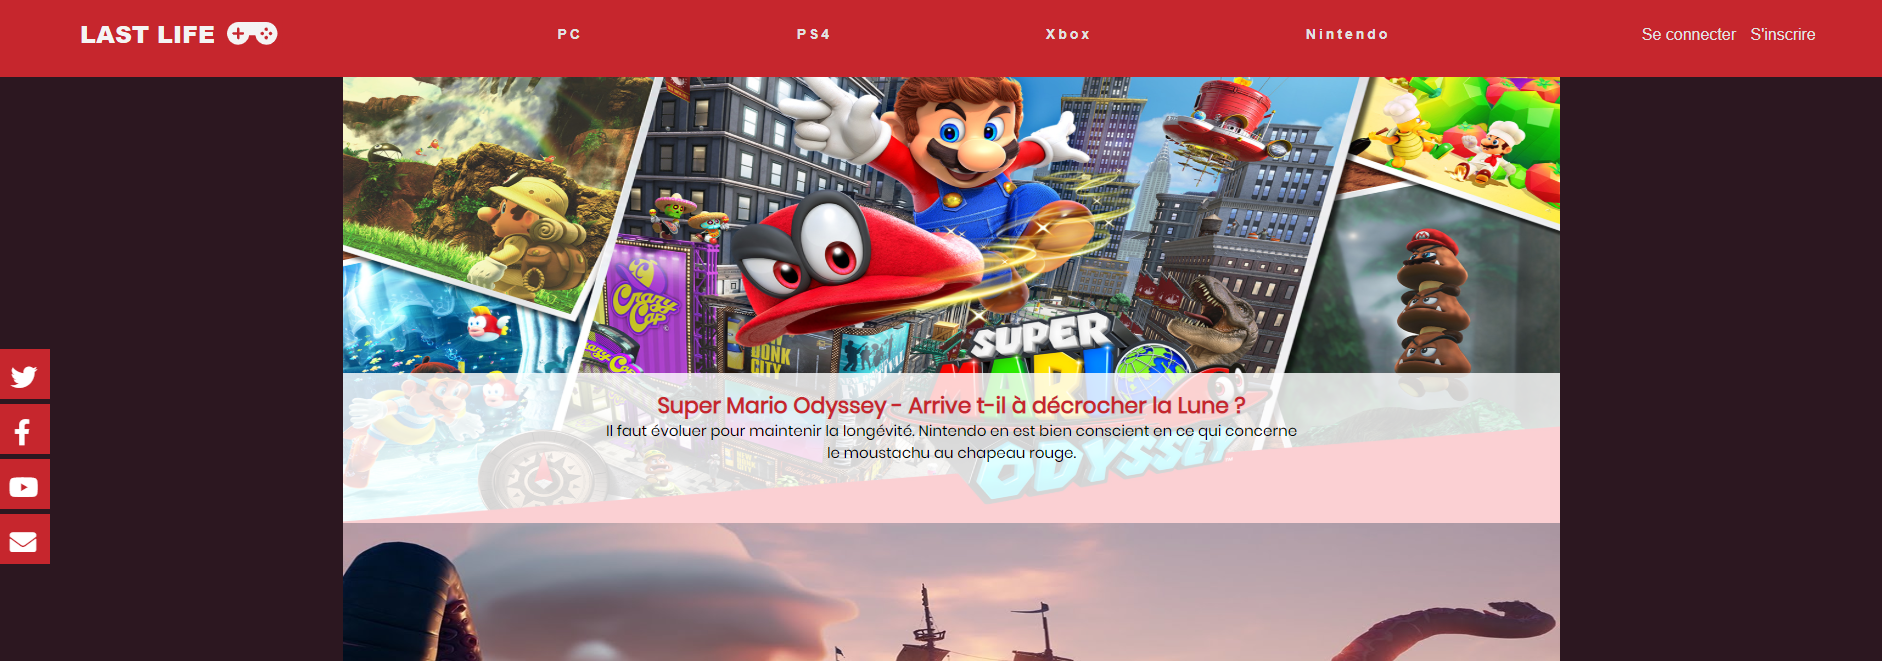 LAST LIFE
PC
PS4
Xbox
Nintendo
Se connecter S'inscrire
Crazy
Cap
DONK
CITY
SUPER
MARIO
ODYSSEY
Super Mario Odyssey - Arrive t-il à décrocher la Lune ?
Il faut évoluer pour maintenir la longévité. Nintendo en est bien conscient en ce qui concerne
le moustachu au chapeau rouge.